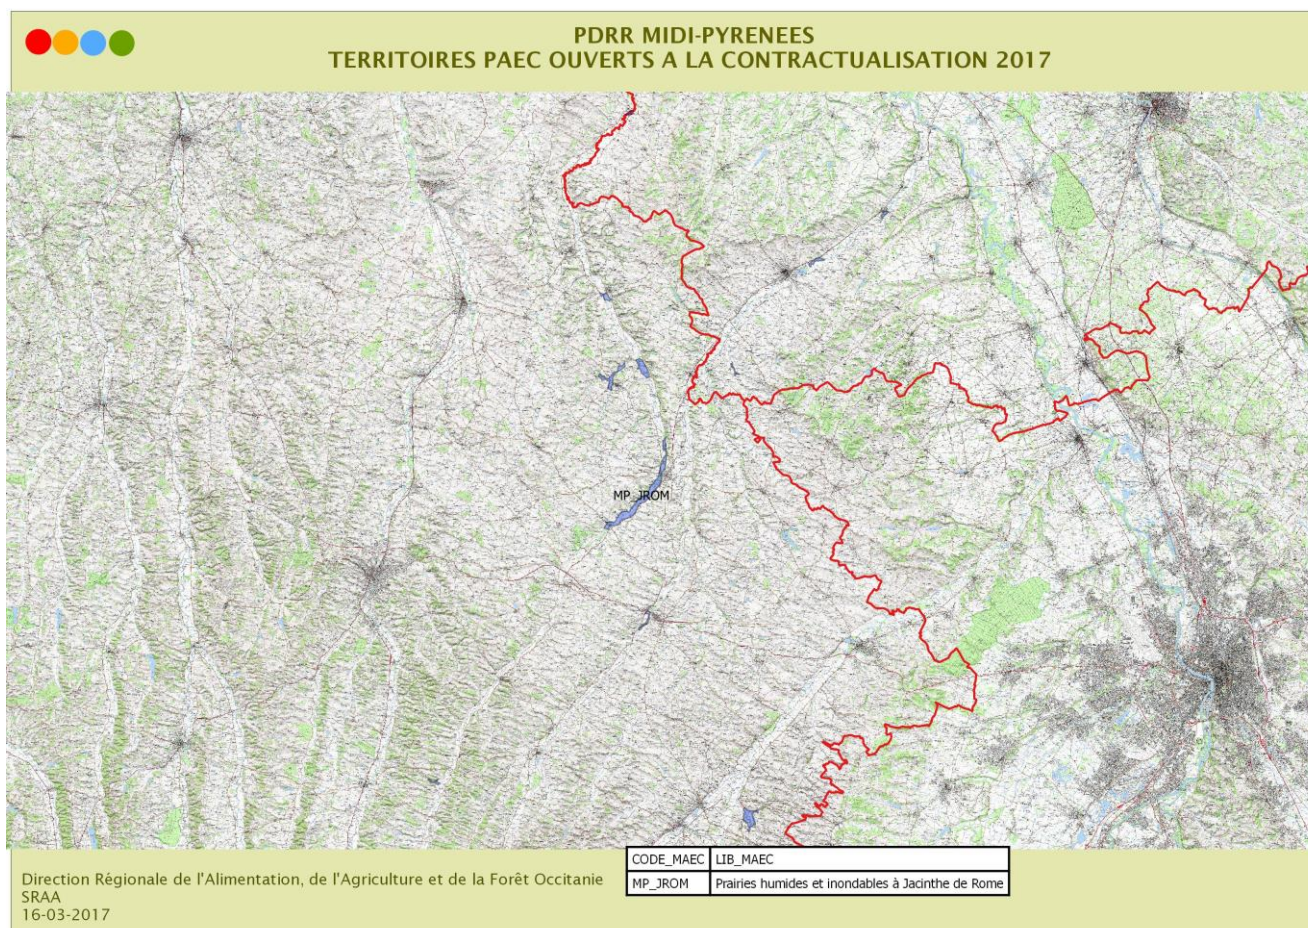 PDRR MIDI-PYRENEES
TERRITOIRES PAEC OUVERTS A LA CONTRACTUALISATION 2017
MP_JROM
CODE_MAEC LIB_MAEC
MP_JROM Prairies humides et inondables à Jacinthe de Rome
Direction Régionale de l'Alimentation, de l'Agriculture et de la Forêt Occitanie
SRAA
16-03-2017